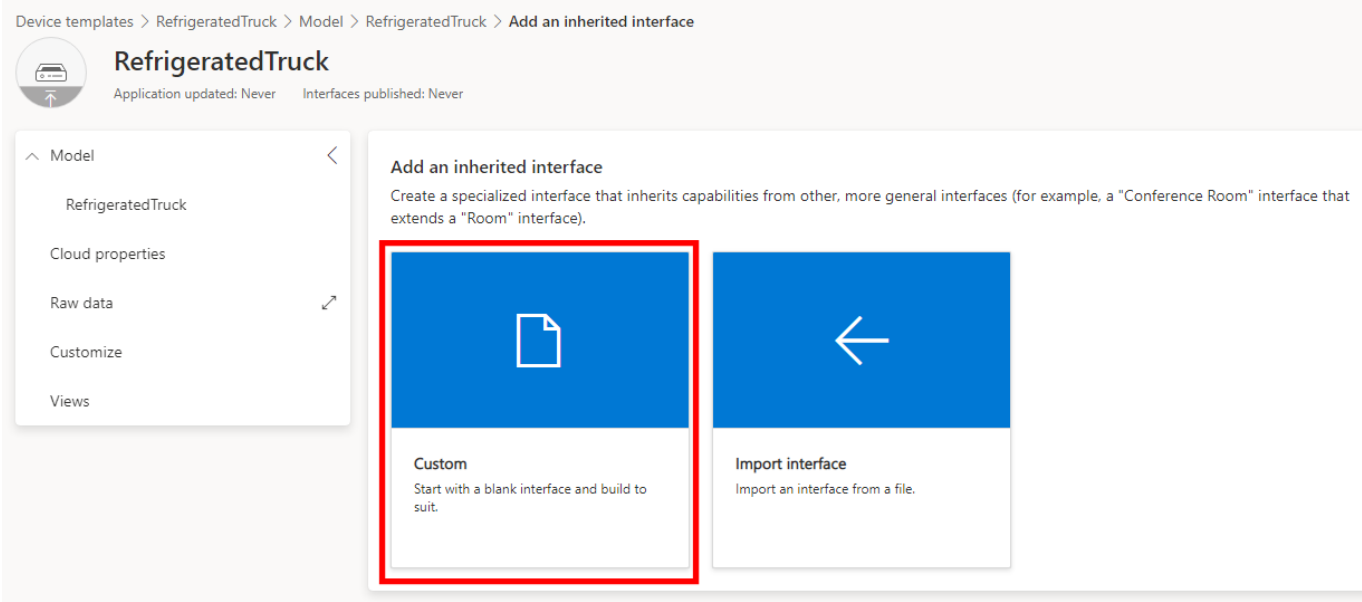 Device templates > RefrigeratedTruck > Model > RefrigeratedTruck > Add an inherited interface
RefrigeratedTruck
Application updated: Never Interfaces published: Never
Model
RefrigeratedTruck
Cloud properties
Raw data
Customize
Views
Add an inherited interface
Create a specialized interface that inherits capabilities from other, more general interfaces (for example, a "Conference Room" interface that
extends a "Room" interface).
Custom
Start with a blank interface and build to
suit.
Import interface
Import an interface from a file.